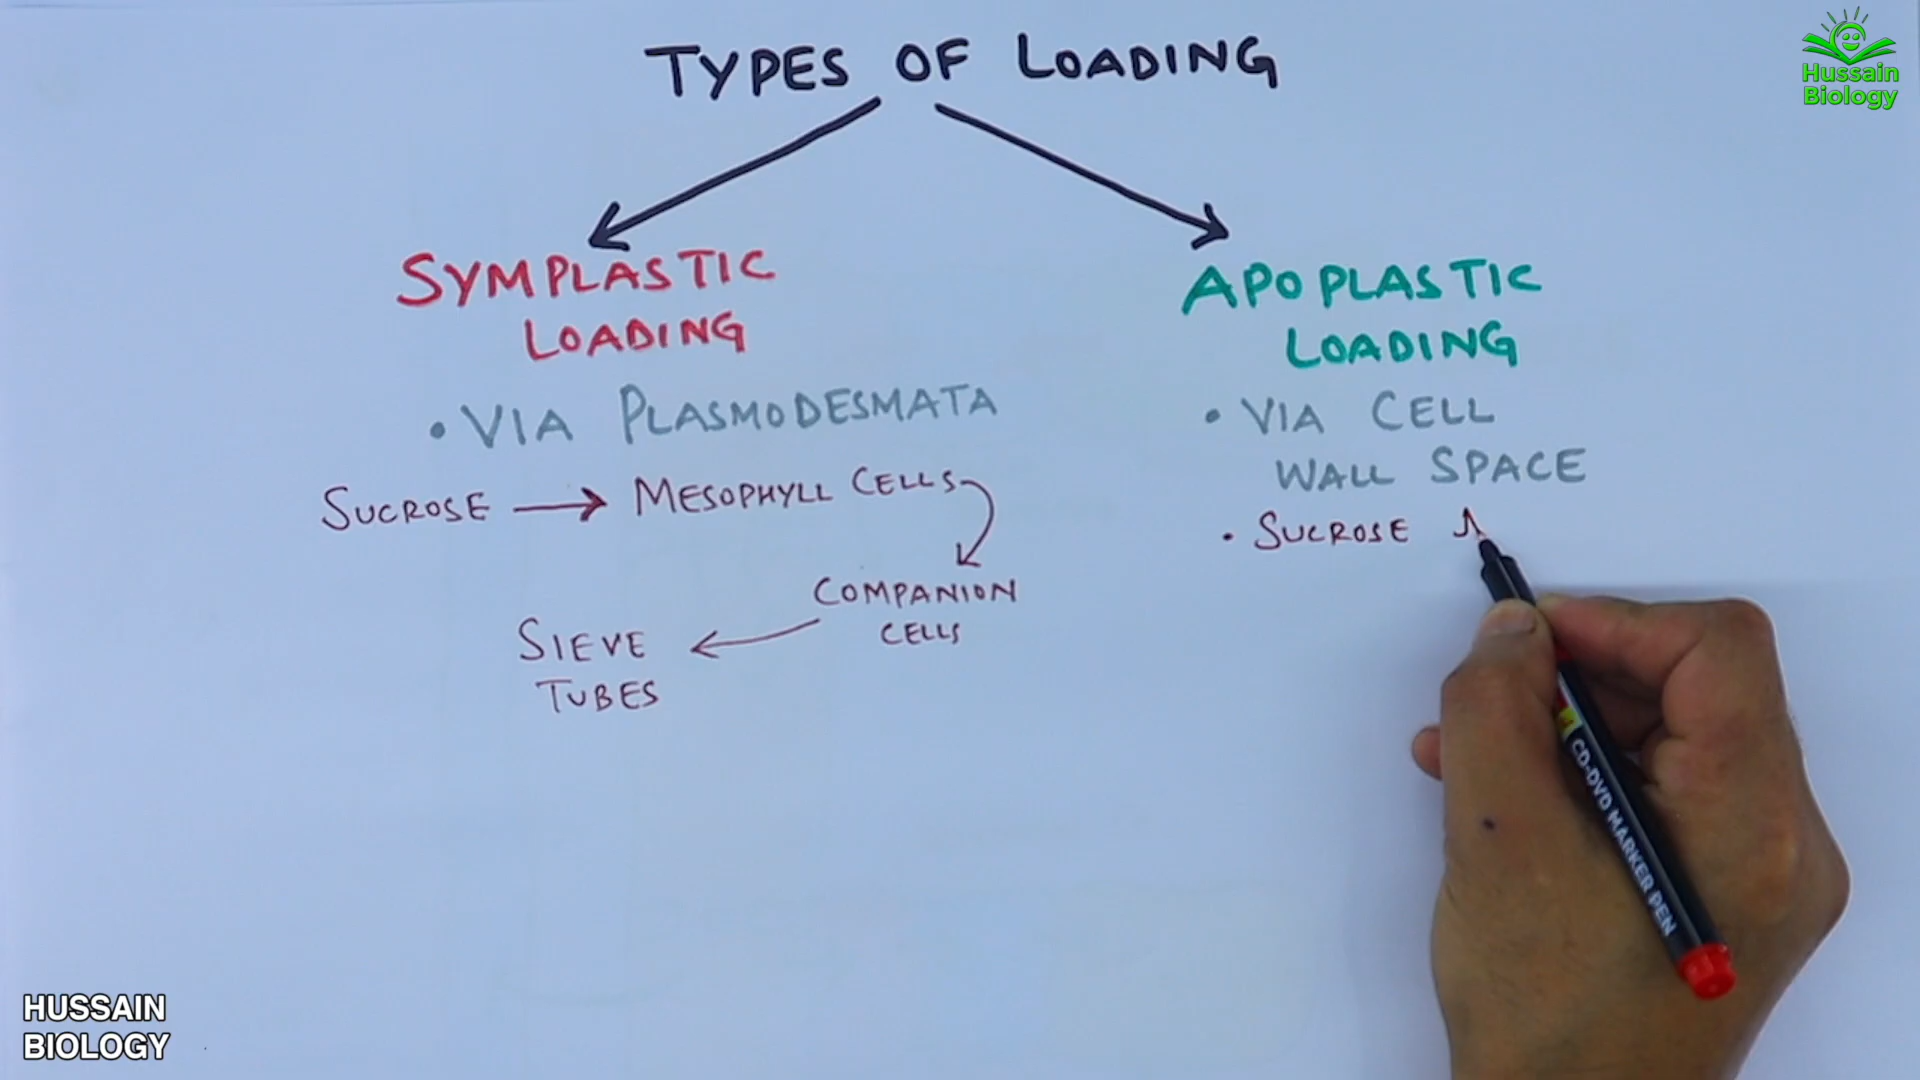 TYPES OF LOADING
SYMPLASTIC
LOADING
• VIA PLASMODESMATA
SUCROSE → MESOPHYLL CELLS
COMPANION
CELLS
SIEVE
TUBES
APOPLASTIC
LOADING
• VIA CELL
WALL SPACE
• SUCROSE
CD-DVD MARKER PEN
Hussain
Biology
HUSSAIN
BIOLOGY